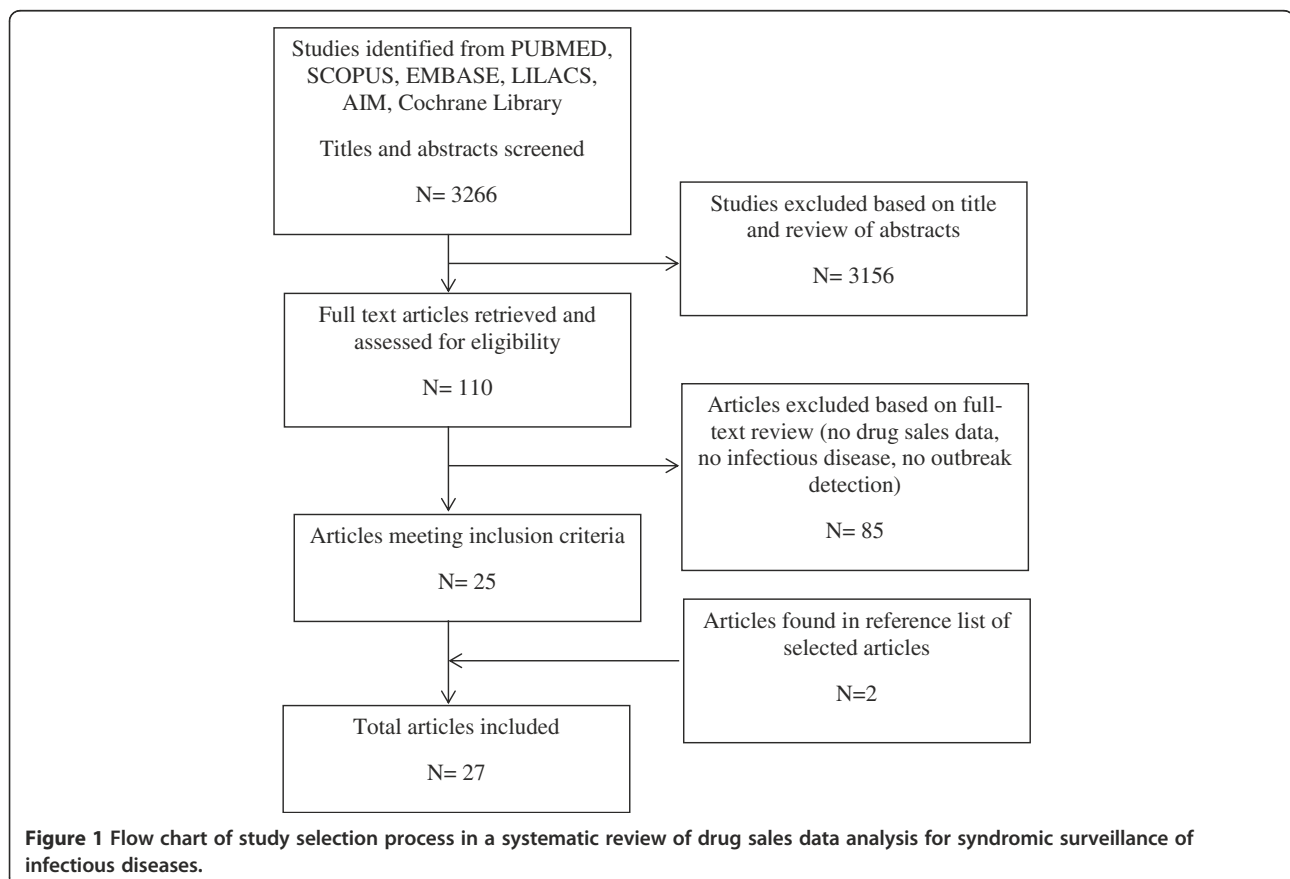 Studies identified from PUBMED,
SCOPUS, EMBASE, LILACS,
AIM, Cochrane Library
Titles and abstracts screened
N= 3266
Studies excluded based on title
and review of abstracts
N= 3156
Full text articles retrieved and
assessed for eligibility
N= 110
Articles excluded based on full-
text review (no drug sales data,
no infectious disease, no outbreak
detection)
N= 85
Articles meeting inclusion criteria
N= 25
Articles found in reference list of
selected articles
N=2
Total articles included
N= 27
Figure 1 Flow chart of study selection process in a systematic review of drug sales data analysis for syndromic surveillance of
infectious diseases.